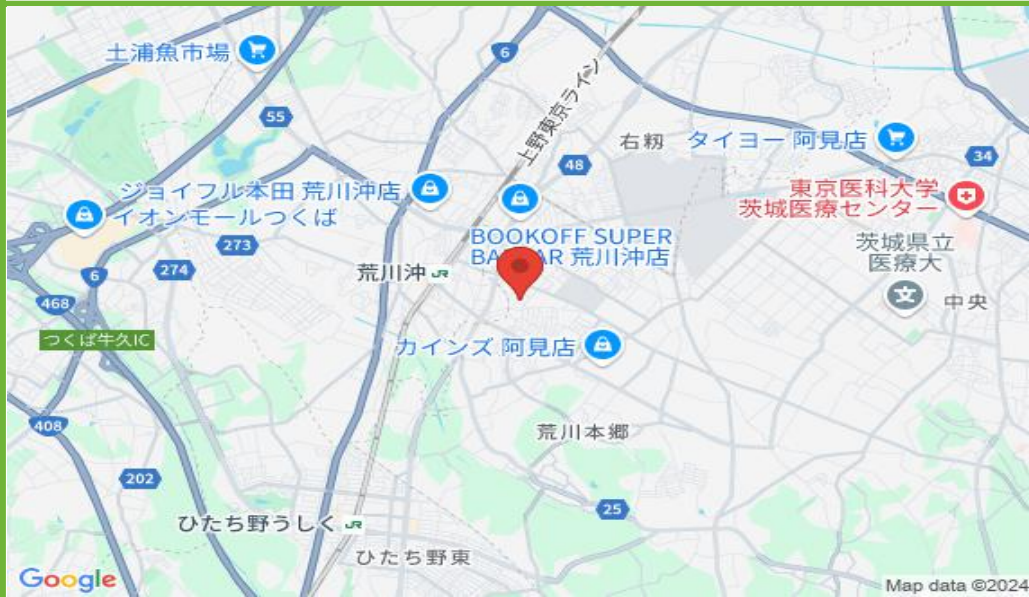 土浦魚市場
6
55
上野東京ライン
右籾
タイヨー 阿見店
48
34
ジョイフル本田 荒川沖店
イオンモールつくば
東京医科大学
茨城医療センター
BOOKOFF SUPER
荒川沖店
273
274
6
荒川沖 JR
茨城県立
医療大
中央
468
つくば牛久IC
カインズ 阿見店
408
荒川本郷
202
25
ひたち野うしく JR
ひたち野東
Google
Map data ©2024